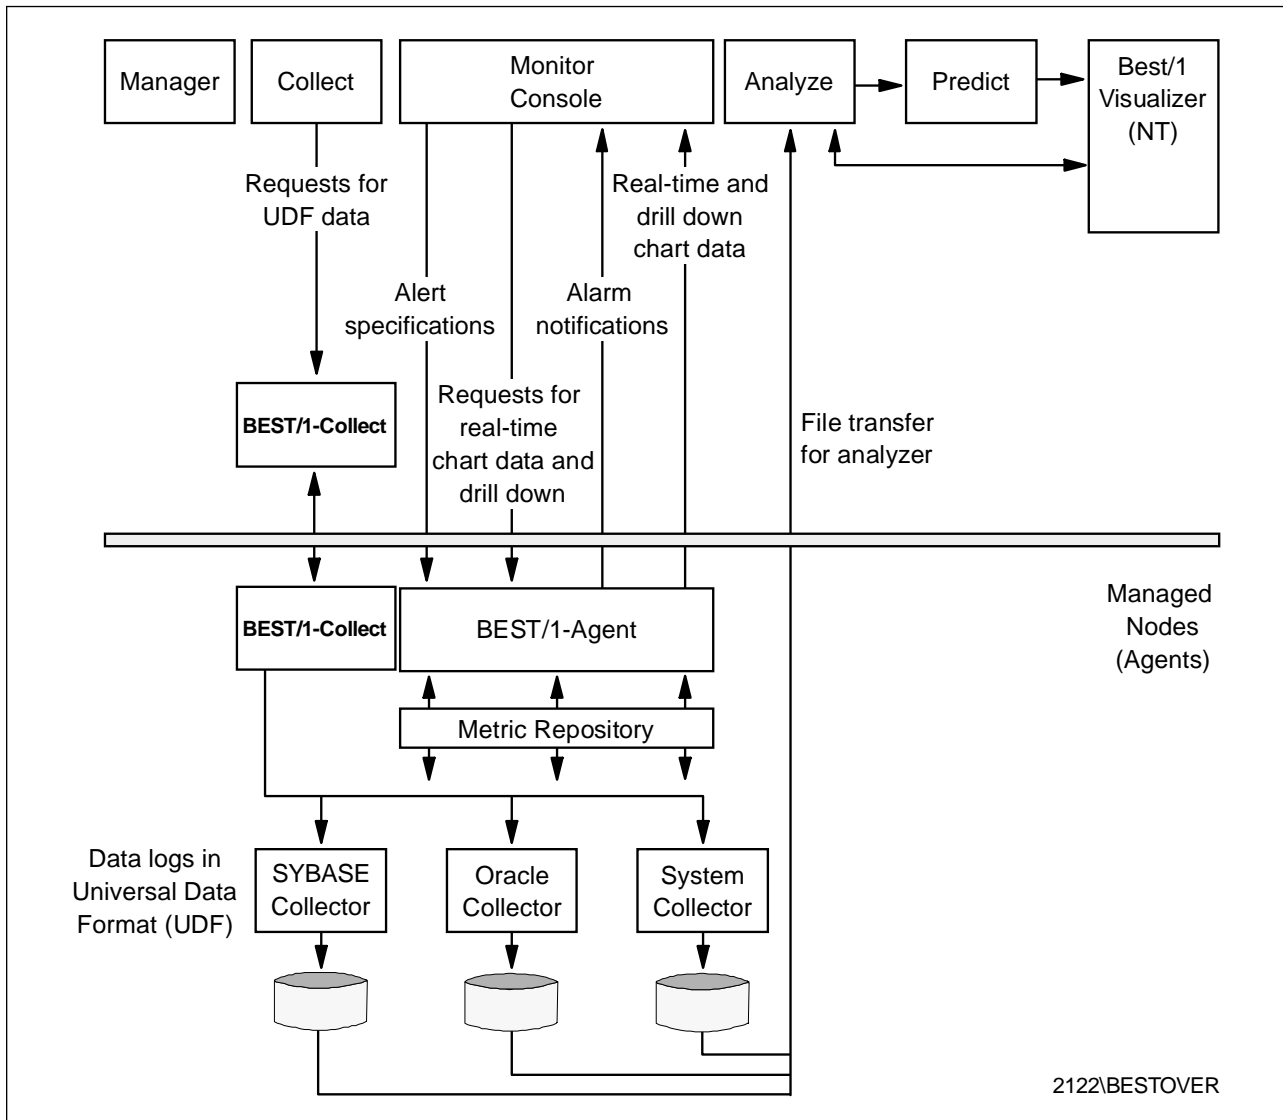 Manager
Collect
Monitor
Console
Analyze
Predict
Best/1
Visualizer
(NT)
Requests for
UDF data
Real-time and
drill down
chart data
Alert
specifications
Alarm
notifications
BEST/1-Collect
Requests for
real-time
chart data and
drill down
File transfer
for analyzer
BEST/1-Collect
BEST/1-Agent
Managed
Nodes
(Agents)
Metric Repository
Data logs in
Universal Data
Format (UDF)
SYBASE
Collector
Oracle
Collector
System
Collector
2122\BESTOVER